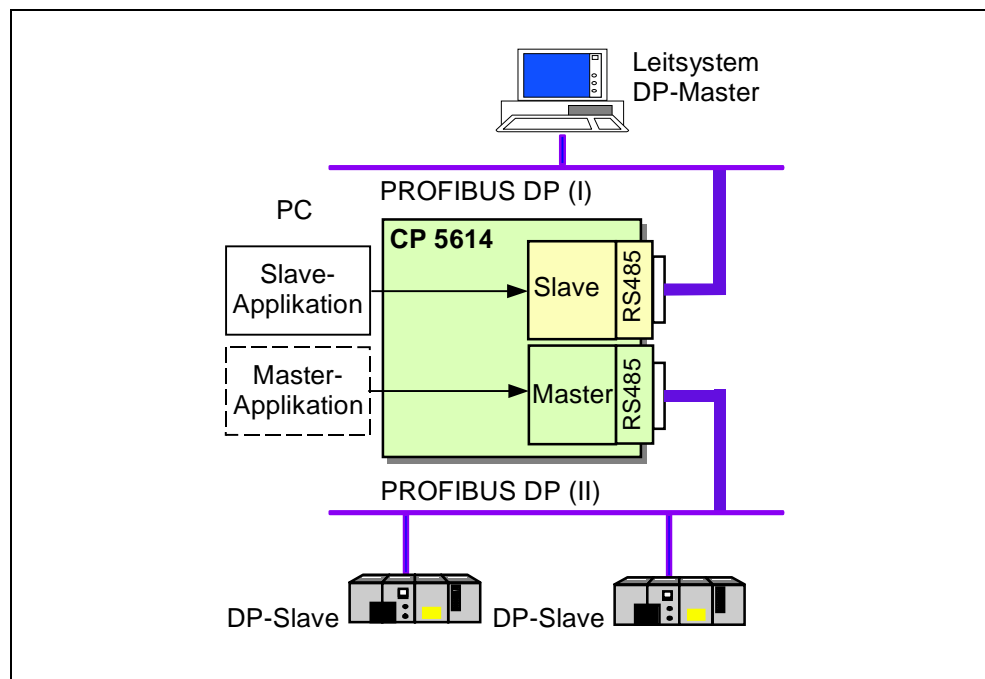 Leitsystem
DP-Master
PROFIBUS DP (I)
PC
CP 5614
Slave-
Applikation
Slave
RS485
Master-
Applikation
Master
RS485
PROFIBUS DP (II)
DP-Slave
DP-Slave